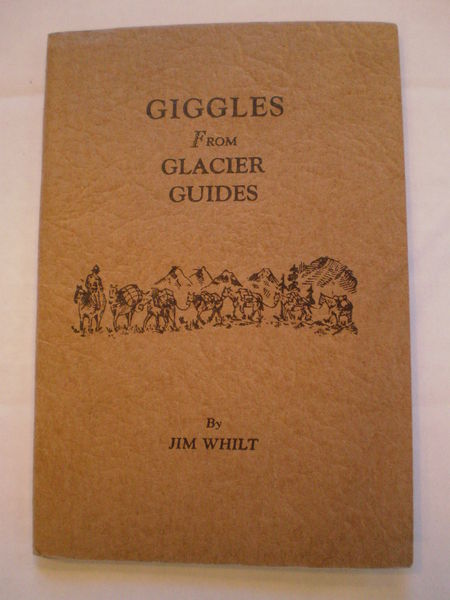 GIGGLES
FROM
GLACIER
GUIDES
By
JIM WHILT